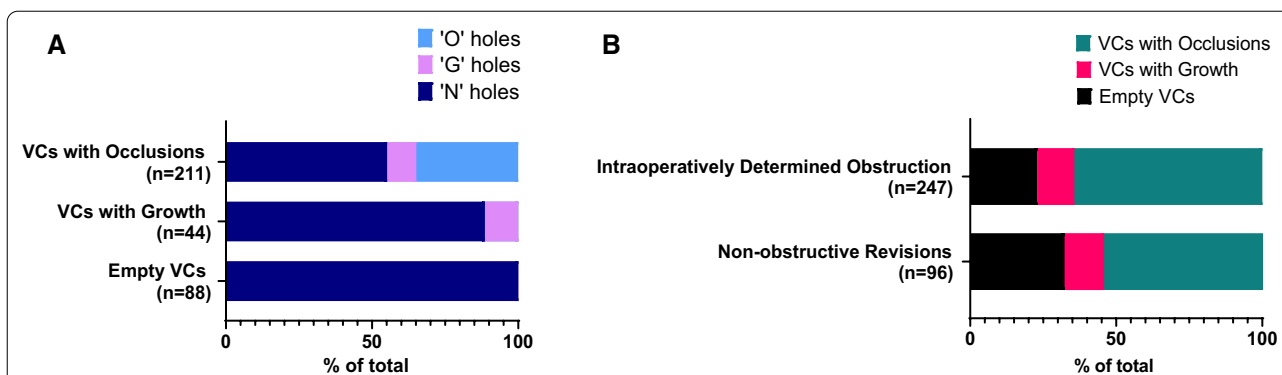 A
'O' holes
'G' holes
'N' holes
VCs with Occlusions
(n=211)
VCs with Growth
(n=44)
Empty VCs
(n=88)
0
50
100
% of total
B
VCs with Occlusions
VCs with Growth
Empty VCs
Intraoperatively Determined Obstruction
(n=247)
Non-obstructive Revisions
(n=96)
0
50
100
% of total